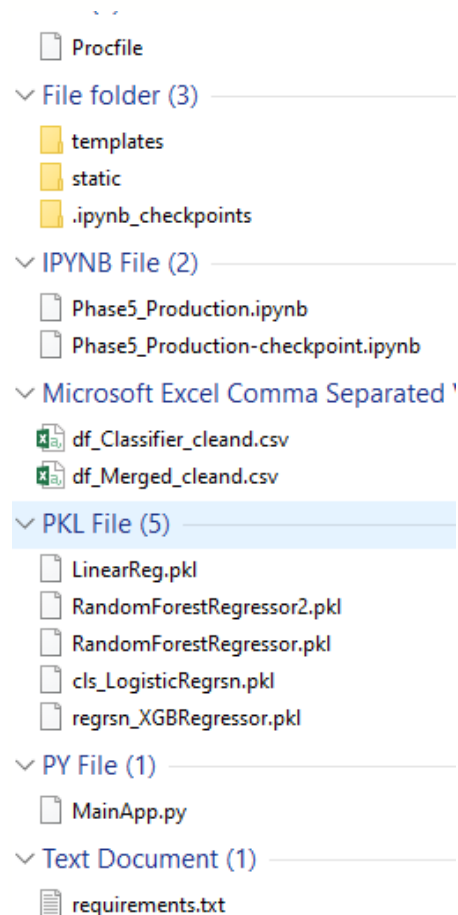 Procfile
File folder (3)
templates
static
.ipynb_checkpoints
IPYNB File (2)
Phase5_Production.ipynb
Phase5_Production-checkpoint.ipynb
Microsoft Excel Comma Separated
df_Classifier_cleand.csv
df_Merged_cleand.csv
PKL File (5)
LinearReg.pkl
RandomForestRegressor2.pkl
RandomForestRegressor.pkl
cls_LogisticRegrsn.pkl
regrsn_XGBRegressor.pkl
PY File (1)
MainApp.py
Text Document (1)
requirements.txt